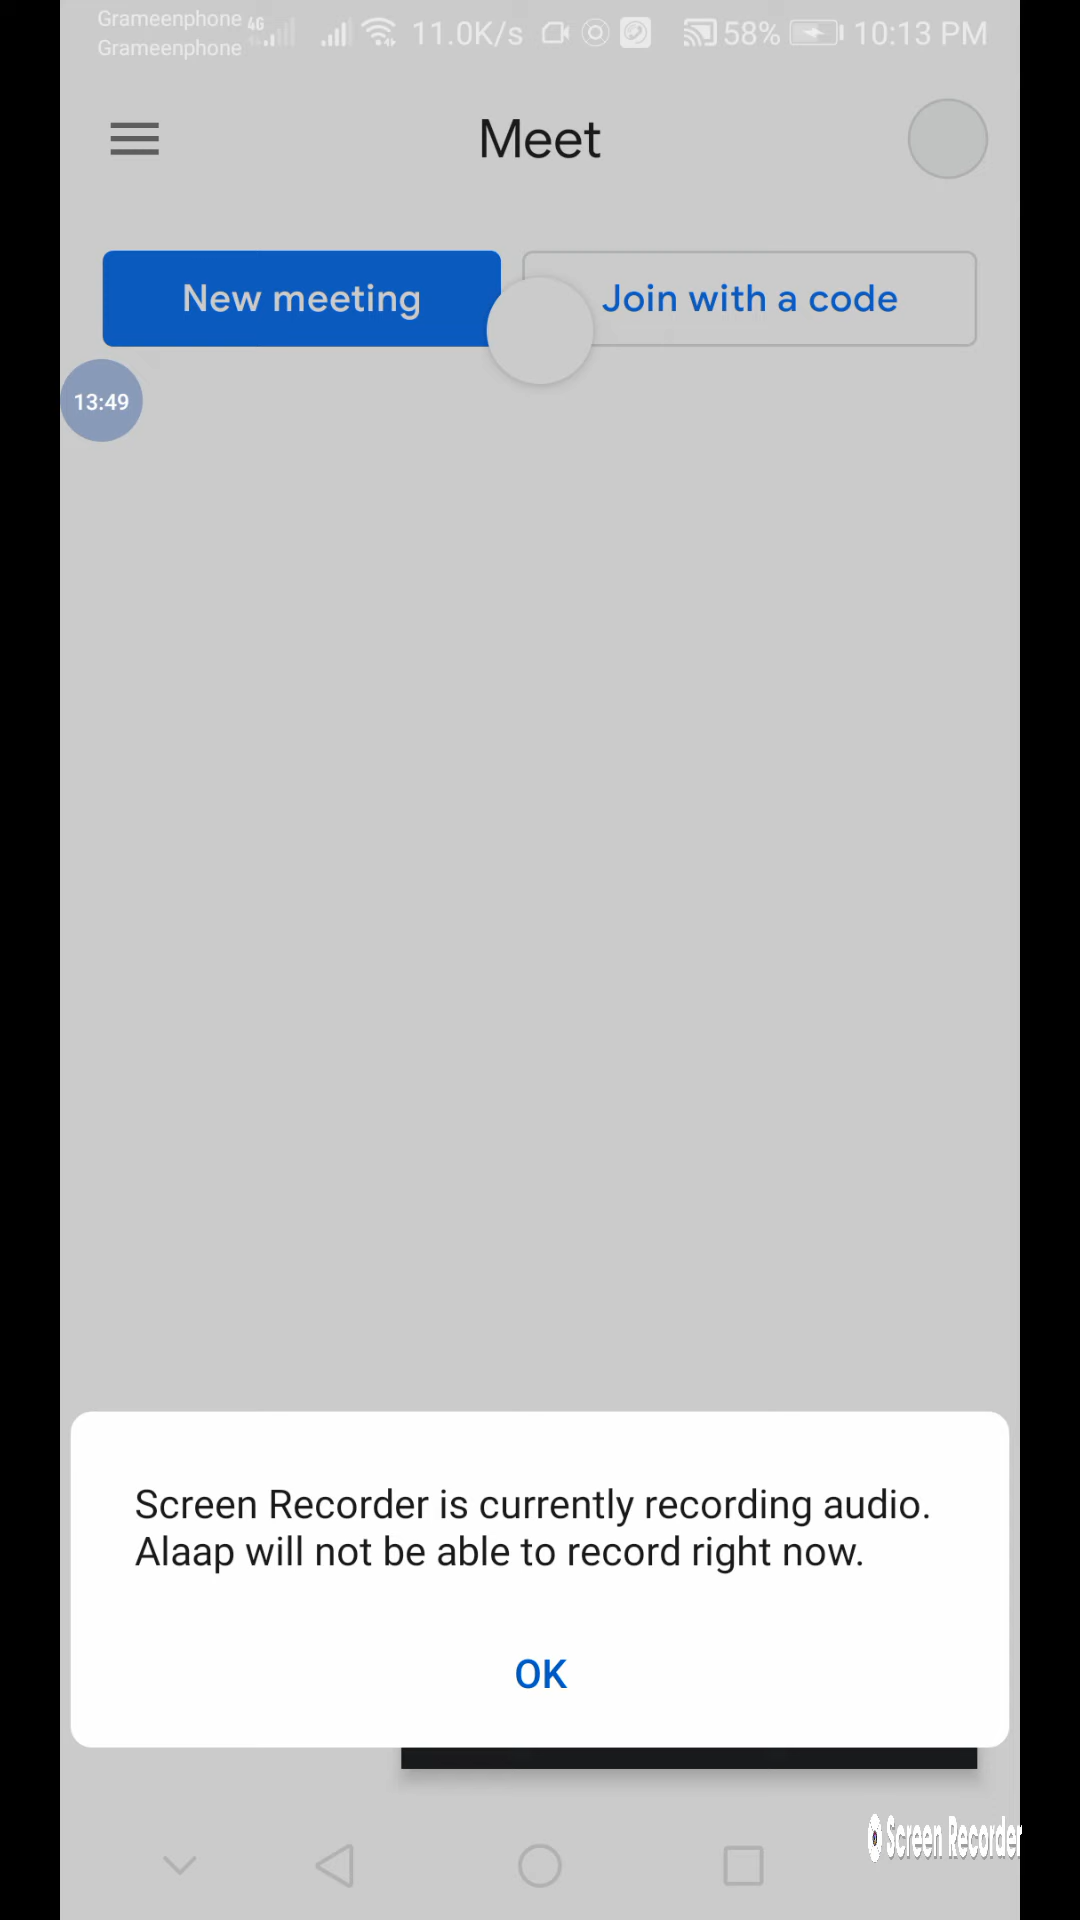 Grameenphone 4G 11.0K/s 58% 10:13 PM
Grameenphone
Meet
New meeting Join with a code
13:49
Screen Recorder is currently recording audio.
Alaap will not be able to record right now.
OK
Screen Recorder